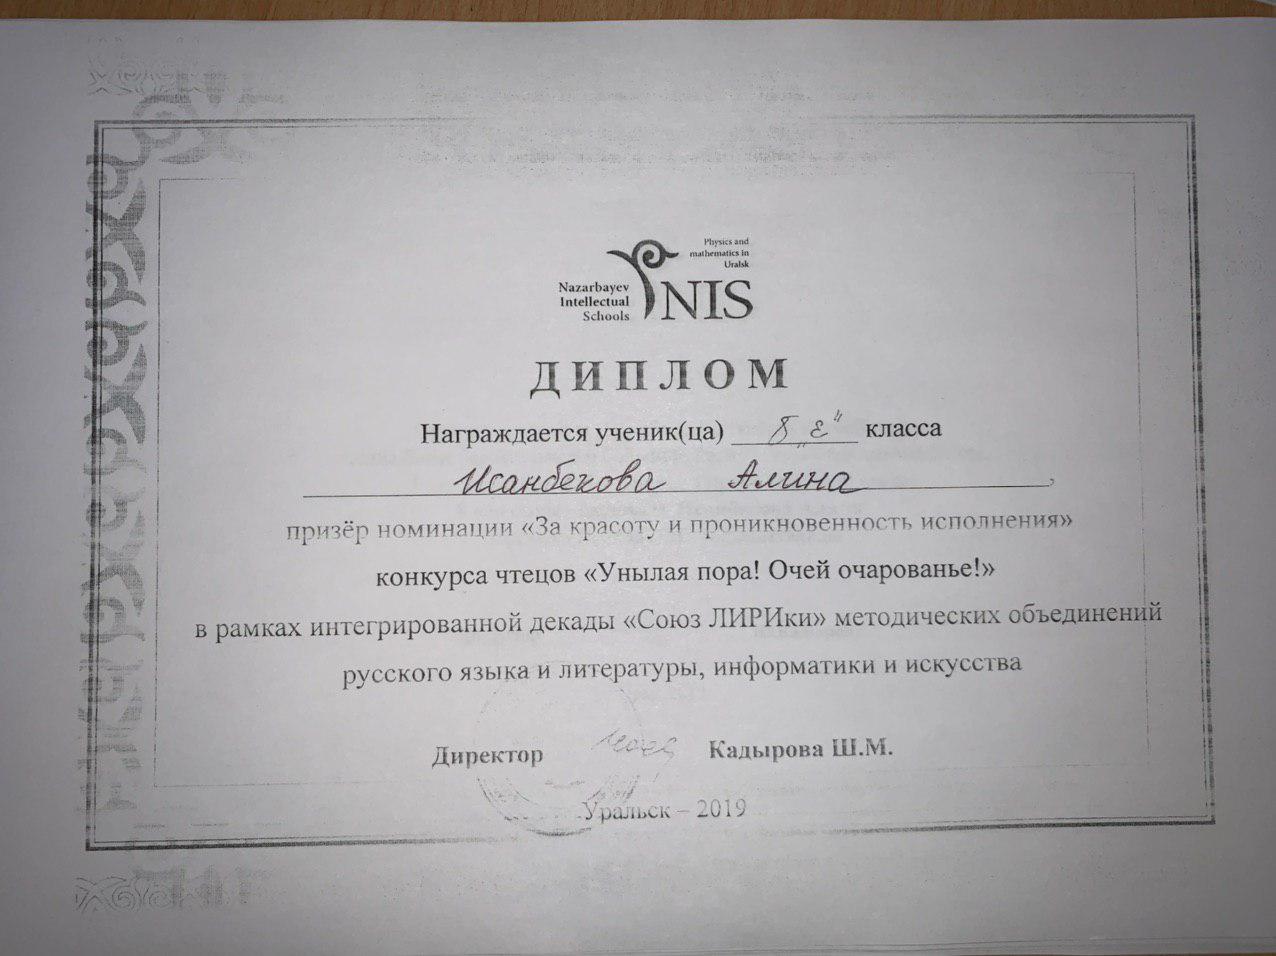 Physics and
mathematics in
Uralsk
Nazarbayev
Intellectual
Schools
NIS
ДИПЛОМ
Награждается ученик(ца) 8 „Е“ класса
Исанбекова Алина,
призёр номинации «За красоту и проникновенность исполнения»
конкурса чтецов «Унылая пора! Очей очарованье!»
в рамках интегрированной декады «Союз ЛИРИки» методических объединений
русского языка и литературы, информатики и искусства
Директор Кадырова Ш.М.
Уральск – 2019